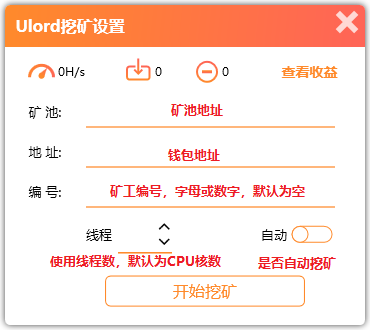 Ulord挖矿设置
0H/s 0 0 查看收益
矿 池: 矿池地址
地 址: 钱包地址
编 号: 矿工编号，字母或数字，默认为空
线程 自动
使用线程数，默认为CPU核数 是否自动挖矿
开始挖矿